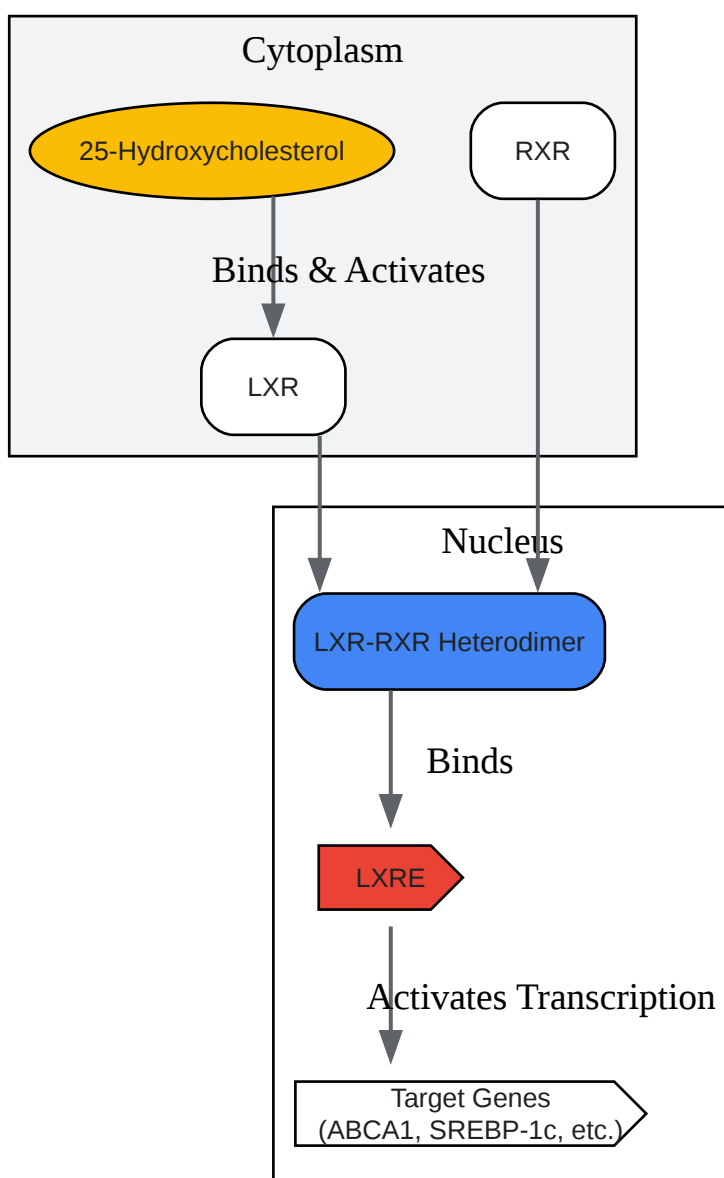 Cytoplasm
25-Hydroxycholesterol
RXR
Binds & Activates
LXR
Nucleus
LXR-RXR Heterodimer
Binds
LXRE
Activates Transcription
Target Genes
(ABCA1, SREBP-1c, etc.)